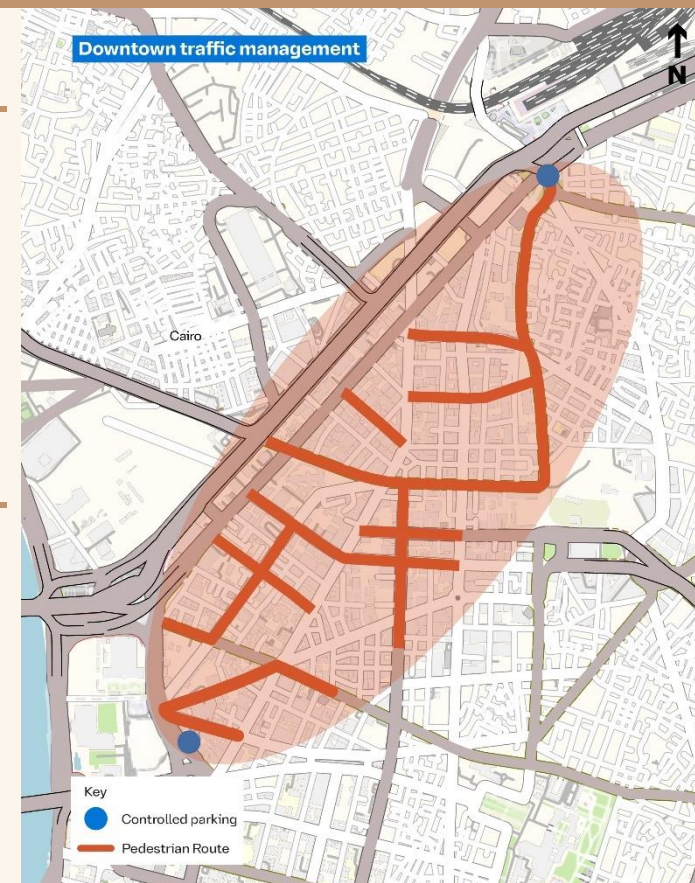 Downtown traffic management
N
Cairo
Key
Controlled parking
Pedestrian Route